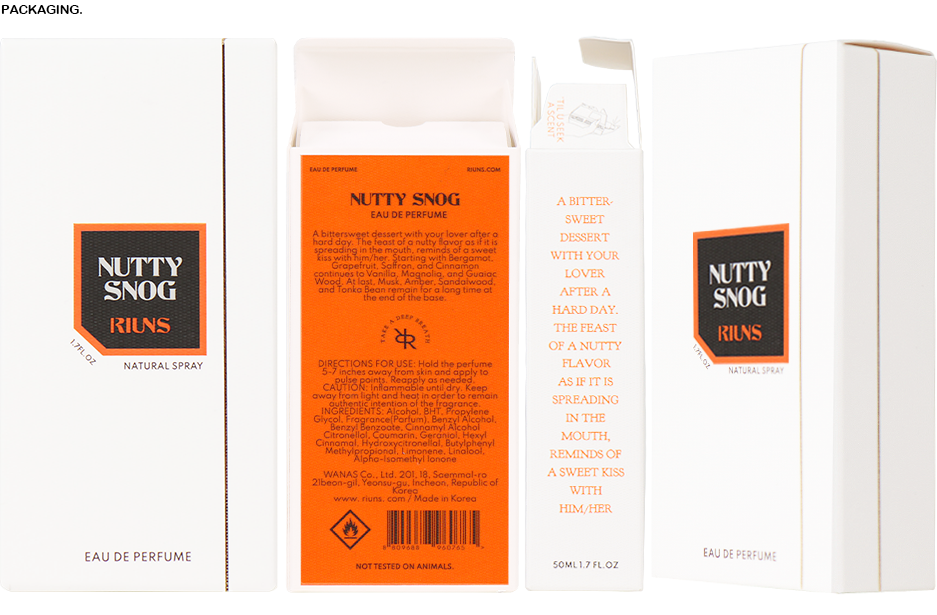 PACKAGING.
NUTTY
SNOG
RIUNS
1.7FL.OZ
NATURAL SPRAY
EAU DE PERFUME
EAU DE PERFUME
RIUNS.COM
NUTTY SNOG
EAU DE PERFUME
A bittersweet dessert with your lover after a
hard day. The feast of a nutty flavor as if it is
spreading in the mouth, reminds of a sweet
kiss with him/her. Starting with Bergamot,
Grapefruit, Saffron, and Cinnamon
continues to Vanilla, Magnolia, and Guaiac
Wood. At last, Musk, Amber, Sandalwood,
and Tonka Bean remain for a long time at
the end of the base.
TAKE A DEEP BREATH
DIRECTIONS FOR USE: Hold the perfume
5-7 inches away from skin and apply to
pulse points. Reapply as needed.
CAUTION: Inflammable until dry. Keep
away from light and heat in order to remain
authentic intention of the fragrance.
INGREDIENTS: Alcohol, BHT, Propylene
Glycol, Fragrance(Parfum), Benzyl Alcohol,
Benzyl Benzoate, Cinnamyl Alcohol
Citronellol, Coumarin, Geraniol, Hexyl
Cinnamal, Hydroxycitronellal, Butylphenyl
Methylpropional, Limonene, Linalool,
Alpha-Isomethyl Ionone
WANAS Co., Ltd. 201, 18, Saemmal-ro
21beon-gil, Yeonsu-gu, Incheon, Republic of
Korea
www. riuns. com / Made in Korea
8 809688 960765 >
NOT TESTED ON ANIMALS.
TIL U SEEK
A SCENT
A BITTER-
SWEET
DESSERT
WITH YOUR
LOVER
AFTER A
HARD DAY.
THE FEAST
OF A NUTTY
FLAVOR
AS IF IT IS
SPREADING
IN THE
MOUTH,
REMINDS OF
A SWEET KISS
WITH
HIM/HER
50ML 1.7 FL.OZ
NUTTY
SNOG
RIUNS
1.7FL.OZ
NATURAL SPRAY
EAU DE PERFUME